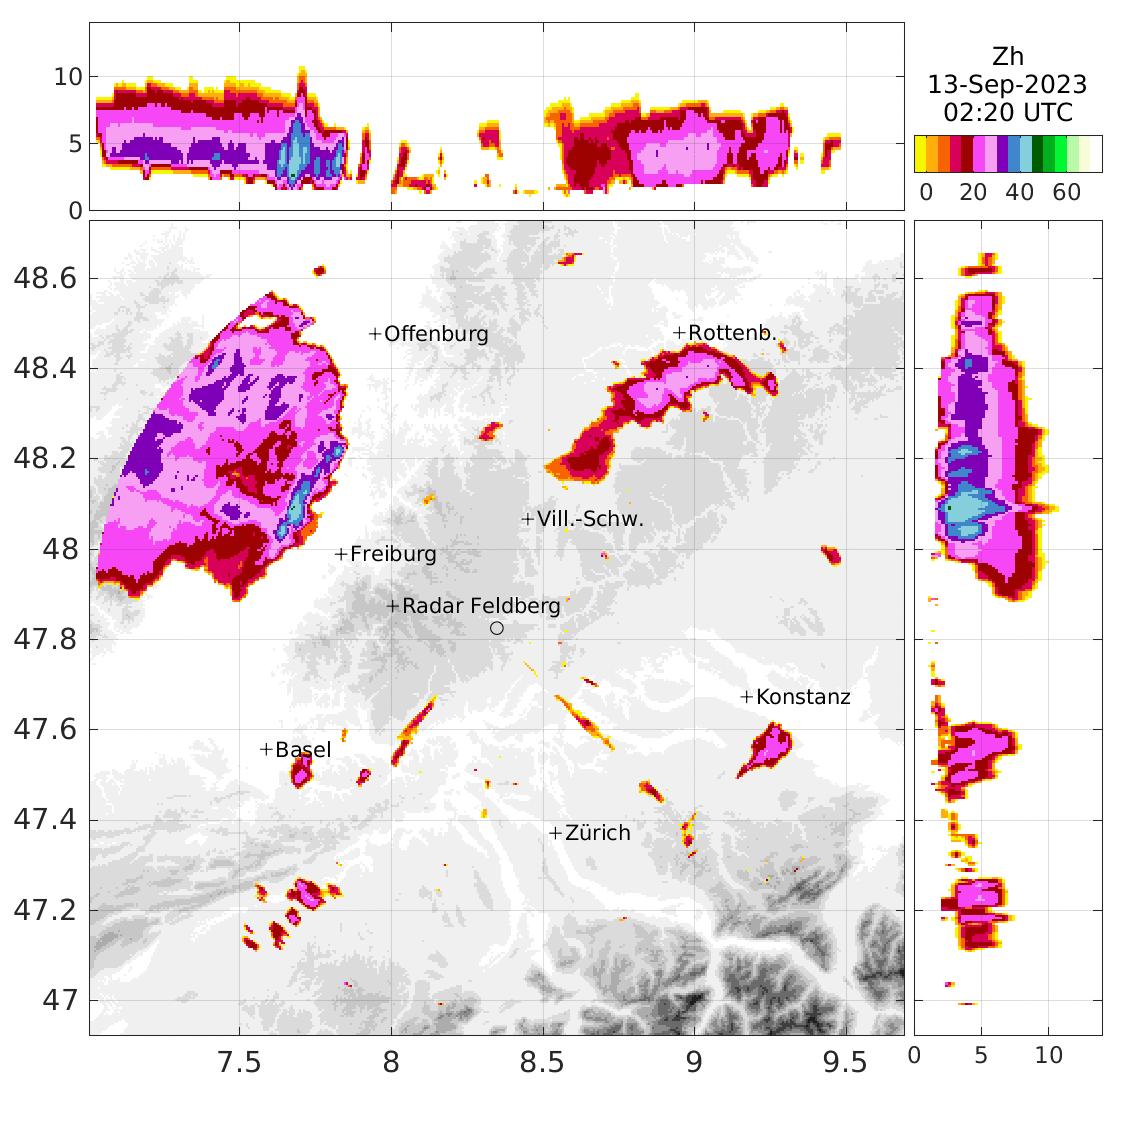 10
5
0
Zh
13-Sep-2023
02:20 UTC
0 20 40 60
48.6
48.4
48.2
48
47.8
47.6
47.4
47.2
47
+Offenburg
+Rottenb.
+Vill.-Schw.
+Freiburg
+Radar Feldberg
+Konstanz
+Basel
+Zürich
7.5 8 8.5 9 9.5
0 5 10